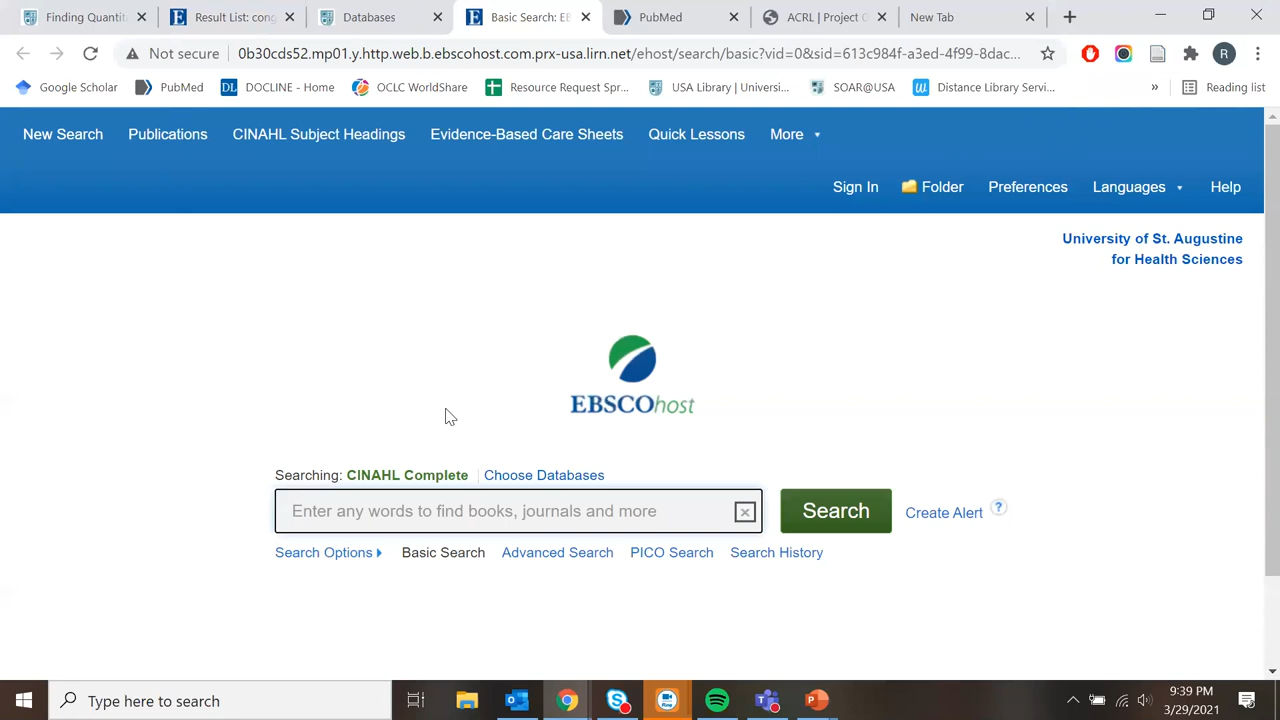 Finding Quantit
Result List: cong
Databases
Basic Search: EB
PubMed
ACRL | Project O
New Tab
Not secure
0b30cds52.mp01.y.http.web.b.ebscohost.com.prx-usa.lirn.net/ehost/search/basic?vid=0&sid=613c984f-a3ed-4f99-8dac...
R
Google Scholar
PubMed
DL DOCLINE - Home
OCLC WorldShare
Resource Request Spr...
USA Library | Universi...
SOAR@USA
Distance Library Servi...
»
Reading list
New Search
Publications
CINAHL Subject Headings
Evidence-Based Care Sheets
Quick Lessons
More
Sign In
Folder
Preferences
Languages
Help
University of St. Augustine
for Health Sciences
EBSCOhost
Searching: CINAHL Complete
Choose Databases
Enter any words to find books, journals and more
Search
Create Alert
?
Search Options
Basic Search
Advanced Search
PICO Search
Search History
Type here to search
9:39 PM
3/29/2021